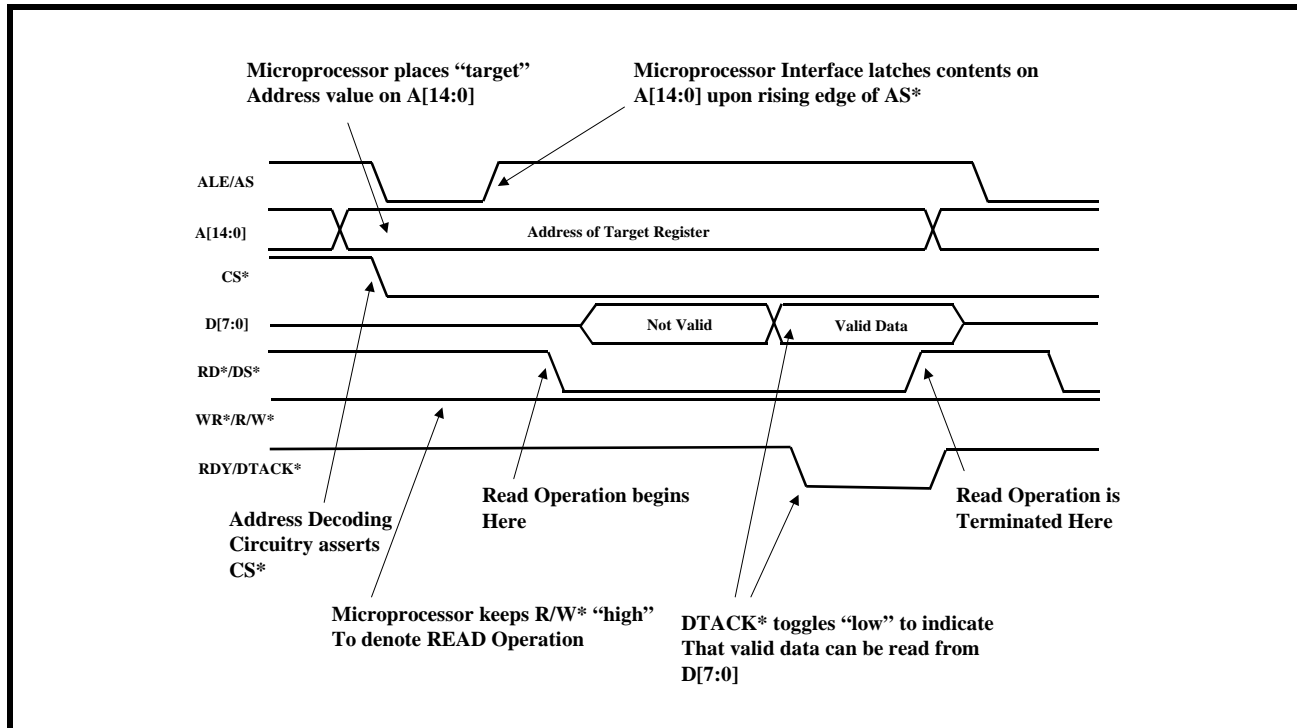 Microprocessor places “target”
Address value on A[14:0]
Microprocessor Interface latches contents on
A[14:0] upon rising edge of AS*
ALE/AS
A[14:0]
Address of Target Register
CS*
D[7:0]
Not Valid
Valid Data
RD*/DS*
WR*/R/W*
RDY/DTACK*
Read Operation begins
Here
Read Operation is
Terminated Here
Address Decoding
Circuitry asserts
CS*
Microprocessor keeps R/W* “high”
To denote READ Operation
DTACK* toggles “low” to indicate
That valid data can be read from
D[7:0]